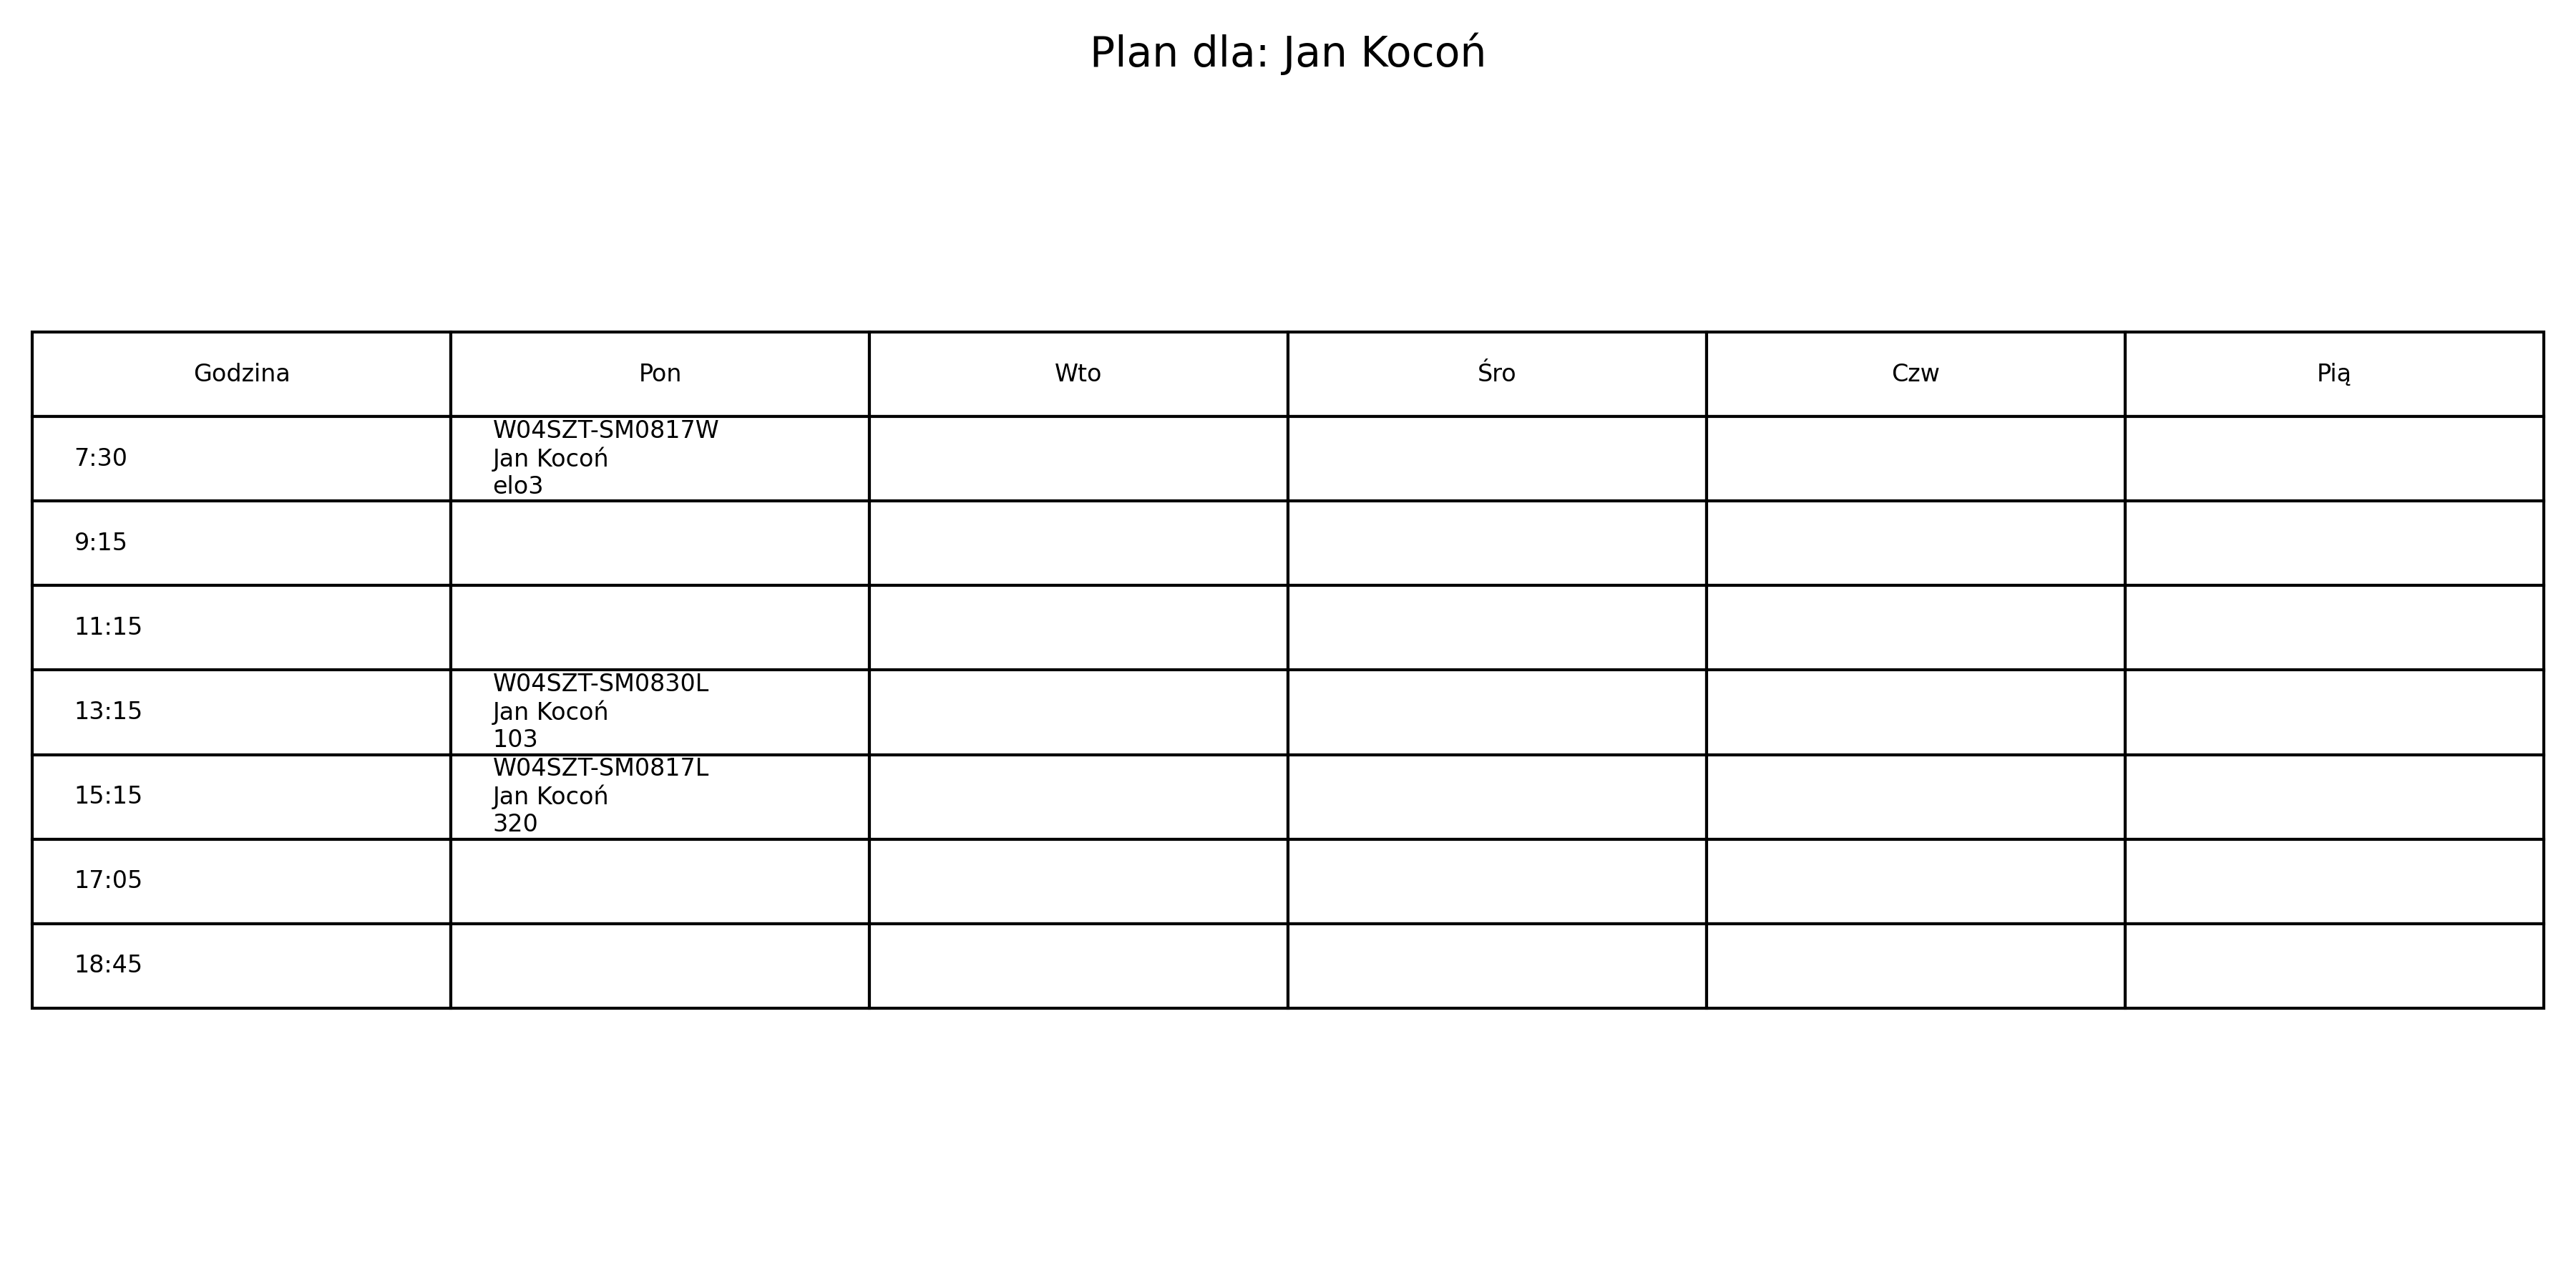 Plan dla: Jan Kocoń
Godzina Pon Wto Śro Czw Pią
7:30
W04SZT-SM0817W
Jan Kocoń
elo3
9:15
11:15
13:15
W04SZT-SM0830L
Jan Kocoń
103
15:15
W04SZT-SM0817L
Jan Kocoń
320
17:05
18:45